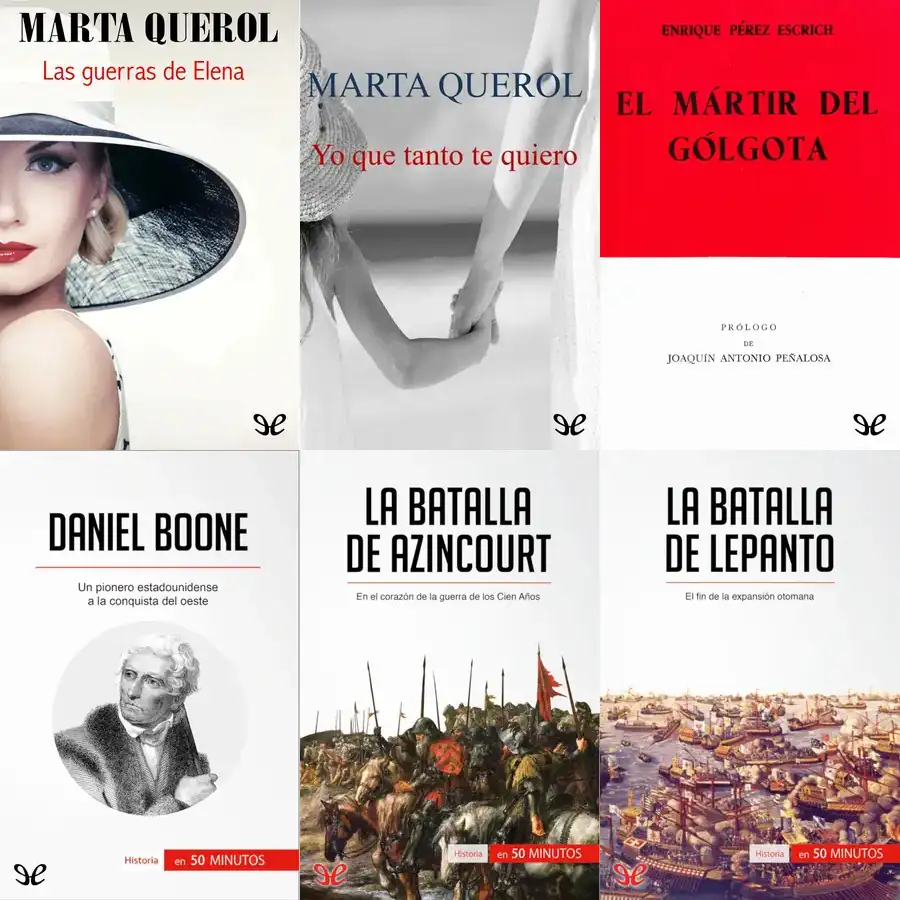 MARTA QUEROL
Las guerras de Elena
MARTA QUEROL
Yo que tanto te quiero
ENRIQUE PÉREZ ESCRICH
EL MÁRTIR DEL
GÓLGOTA
PRÓLOGO
DE
JOAQUÍN ANTONIO PEÑALOSA
DANIEL BOONE
Un pionero estadounidense
a la conquista del oeste
Historia en 50 MINUTOS
LA BATALLA
DE AZINCOURT
En el corazón de la guerra de los Cien Años
Historia en 50 MINUTOS
LA BATALLA
DE LEPANTO
El fin de la expansión otomana
Historia en 50 MINUTOS